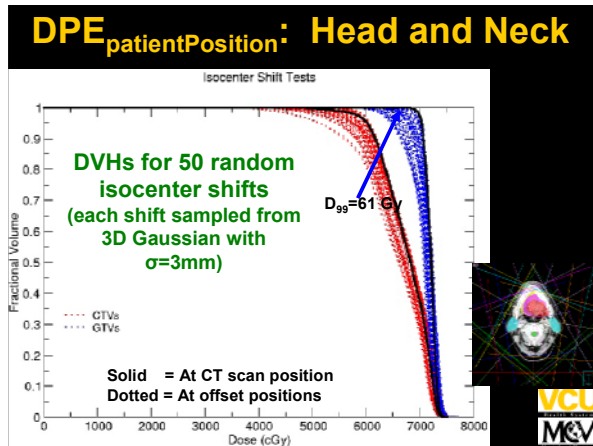 DPEpatientPosition: Head and Neck
Isocenter Shift Tests
1
0.9
0.8
0.7
0.6
0.5
0.4
0.3
0.2
0.1
0
Fractional Volume
DVHs for 50 random
isocenter shifts
(each shift sampled from
3D Gaussian with
σ=3mm)
D99=61 Gy
CTVs
GTVs
Solid = At CT scan position
Dotted = At offset positions
0 1000 2000 3000 4000 5000 6000 7000 8000
Dose (cGy)
VCU